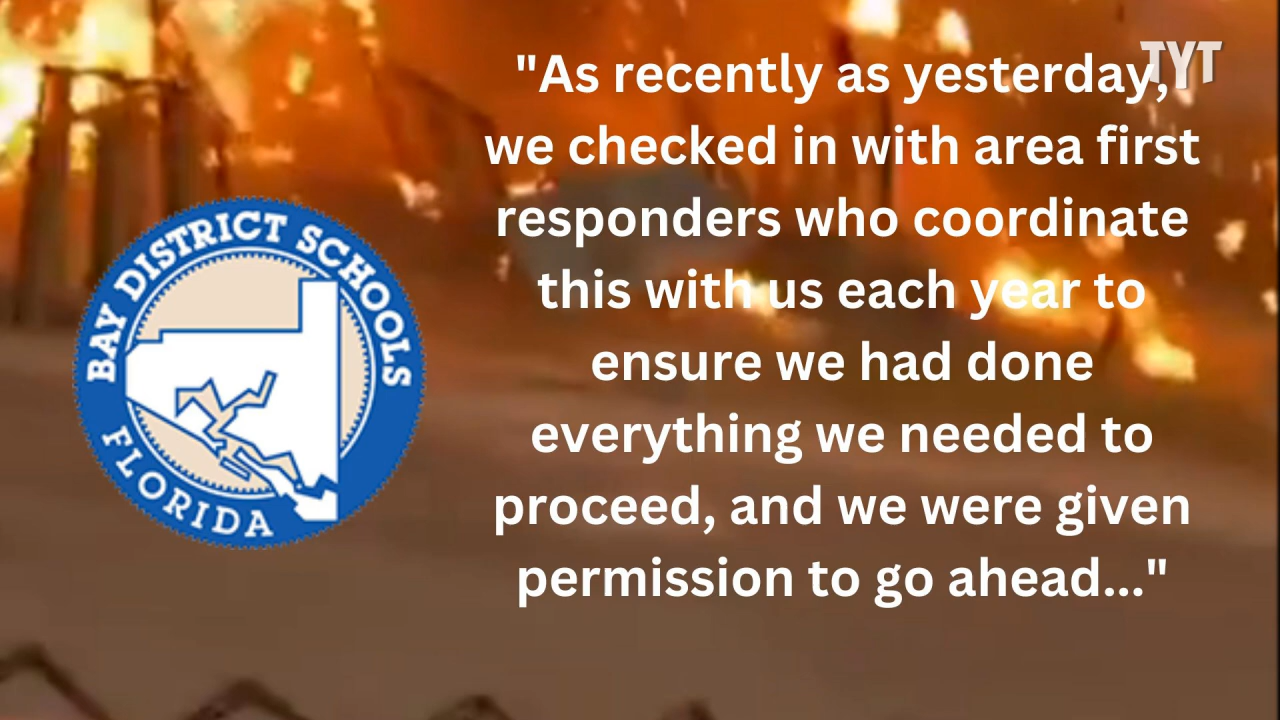 TYT
"As recently as yesterday,
we checked in with area first
responders who coordinate
this with us each year to
ensure we had done
everything we needed to
proceed, and we were given
permission to go ahead..."
BAY DISTRICT SCHOOLS
FLORIDA